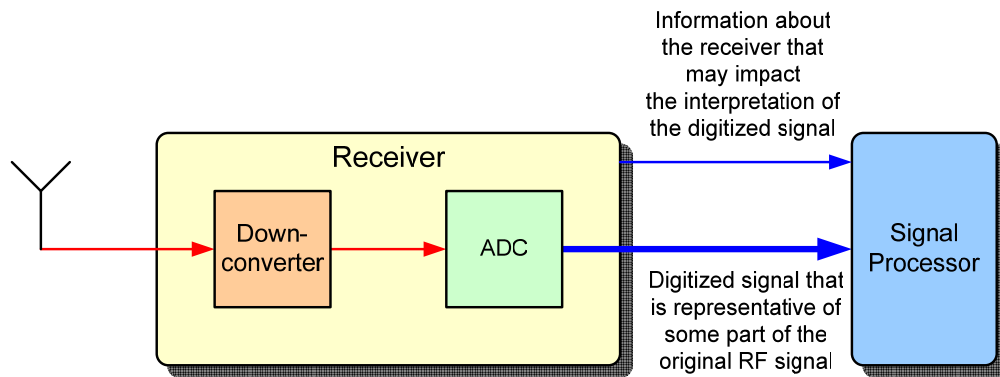 Information about
the receiver that
may impact
the interpretation of
the digitized signal
Receiver
Down-
converter
ADC
Signal
Processor
Digitized signal that
is representative of
some part of the
original RF signal